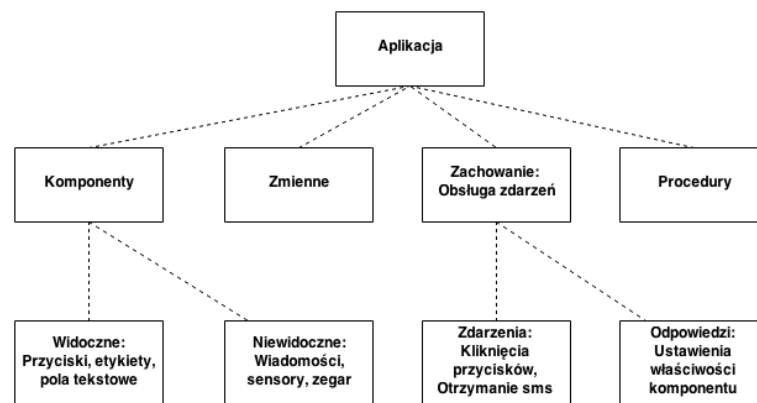 Aplikacja
Komponenty
Zmienne
Zachowanie:
Obsługa zdarzeń
Procedury
Widoczne:
Przyciski, etykiety,
pola tekstowe
Niewidoczne:
Wiadomości,
sensory, zegar
Zdarzenia:
Kliknięcia
przycisków,
Otrzymanie sms
Odpowiedzi:
Ustawienia
właściwości
komponentu